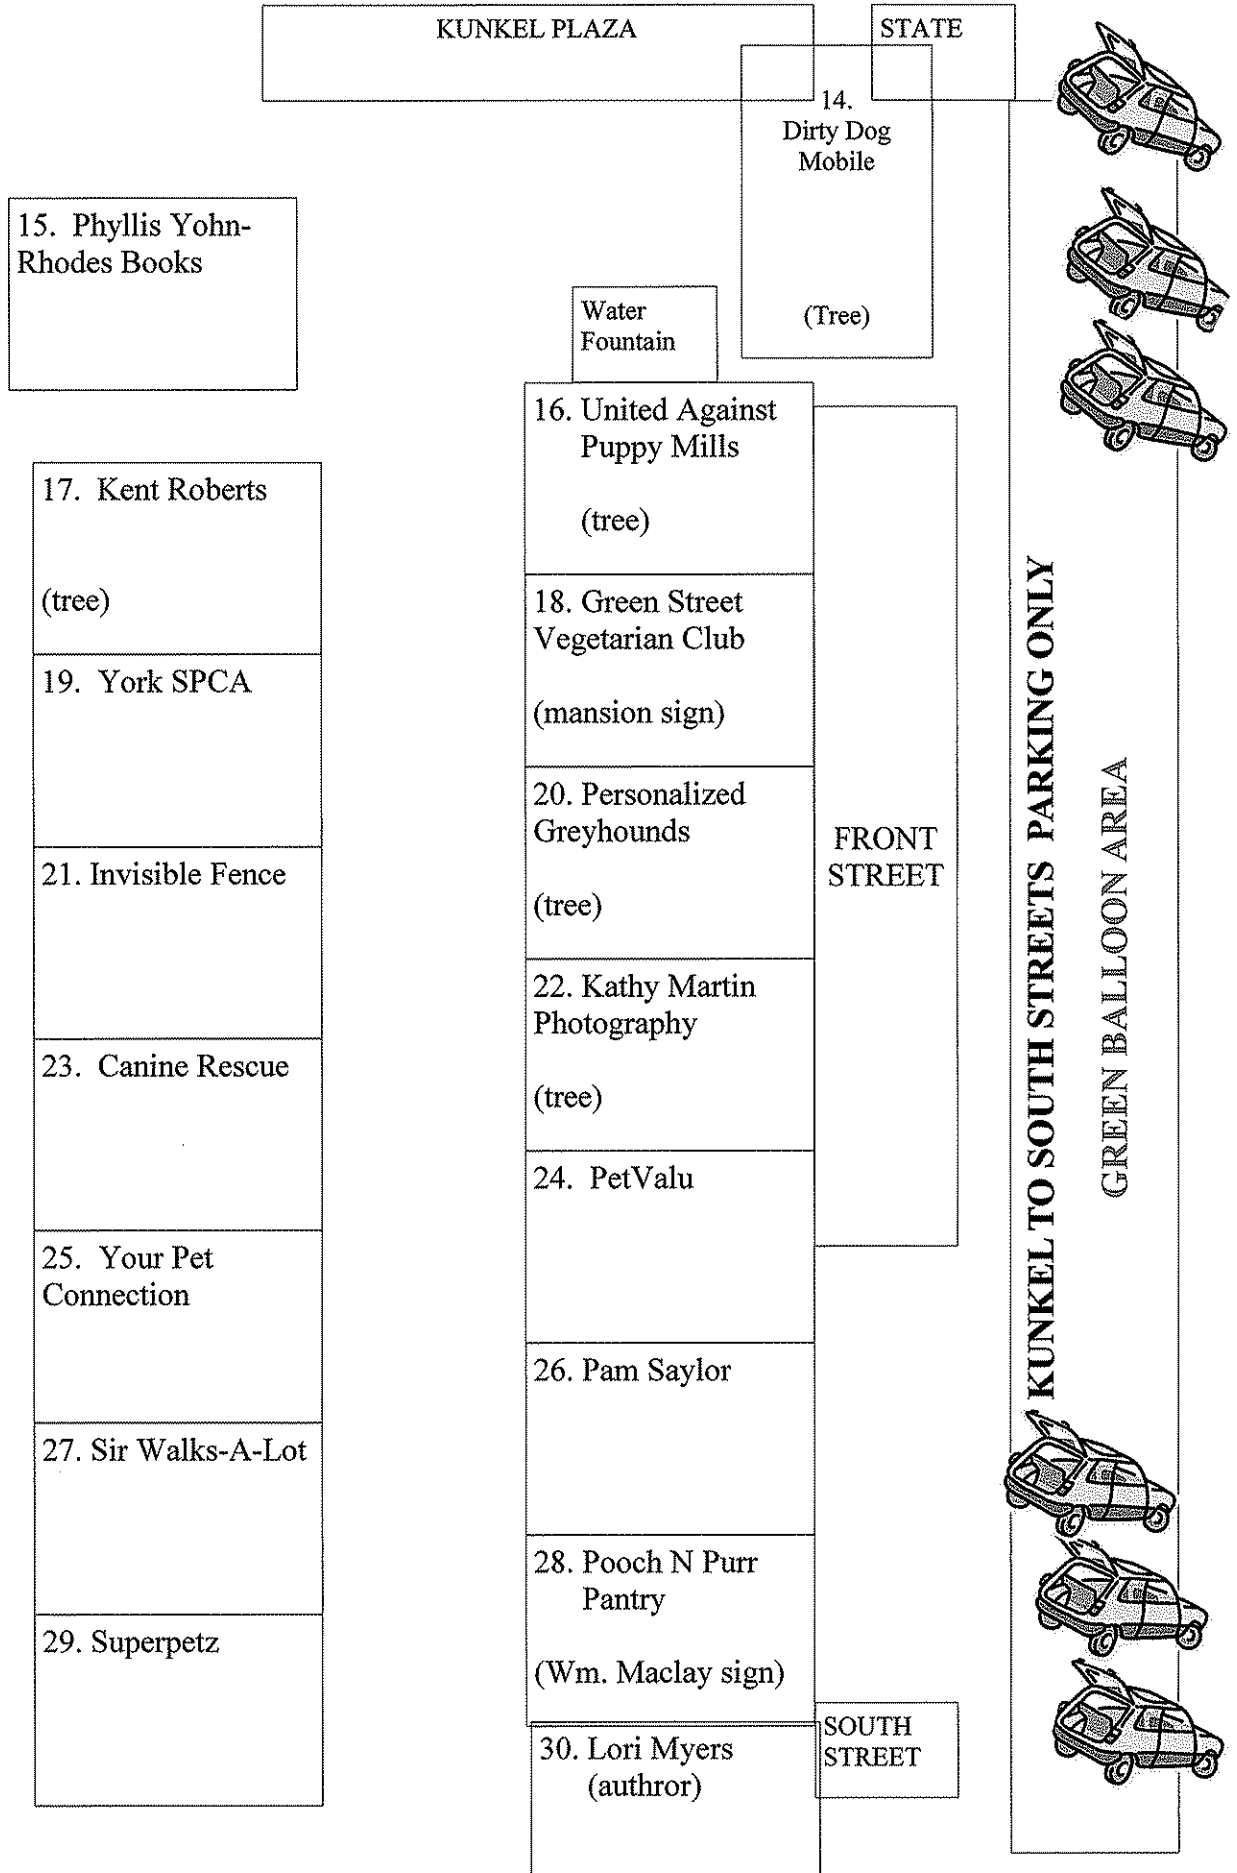 KUNKEL PLAZA
STATE
14.
Dirty Dog
Mobile
(Tree)
15. Phyllis Yohn-
Rhodes Books
Water
Fountain
16. United Against
Puppy Mills
(tree)
17. Kent Roberts
(tree)
18. Green Street
Vegetarian Club
(mansion sign)
19. York SPCA
20. Personalized
Greyhounds
(tree)
21. Invisible Fence
22. Kathy Martin
Photography
(tree)
23. Canine Rescue
24. PetValu
25. Your Pet
Connection
26. Pam Saylor
27. Sir Walks-A-Lot
28. Pooch N Purr
Pantry
(Wm. Maclay sign)
29. Superpetz
30. Lori Myers
(authror)
FRONT
STREET
SOUTH
STREET
KUNKEL TO SOUTH STREETS PARKING ONLY
GREEN BALLOON AREA